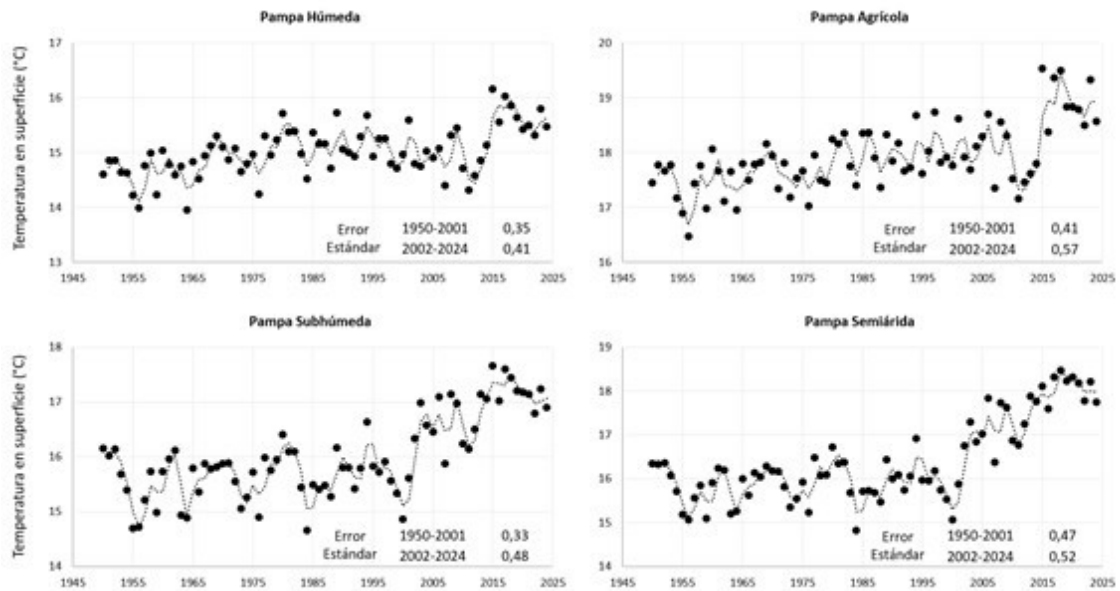 Pampa Húmeda
Temperatura en superficie (°C)
17
16
15
14
13
Error 1950-2001 0,35
Estándar 2002-2024 0,41
1945 1955 1965 1975 1985 1995 2005 2015 2025
Pampa Agrícola
20
19
18
17
16
Error 1950-2001 0,41
Estándar 2002-2024 0,57
1945 1955 1965 1975 1985 1995 2005 2015 2025
Pampa Subhúmeda
Temperatura en superficie (°C)
18
17
16
15
14
Error 1950-2001 0,33
Estándar 2002-2024 0,48
1945 1955 1965 1975 1985 1995 2005 2015 2025
Pampa Semiárida
19
18
17
16
15
14
Error 1950-2001 0,47
Estándar 2002-2024 0,52
1945 1955 1965 1975 1985 1995 2005 2015 2025